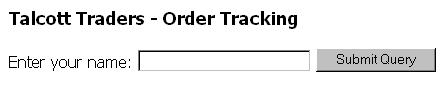 Talcott Traders - Order Tracking
Enter your name: Submit Query